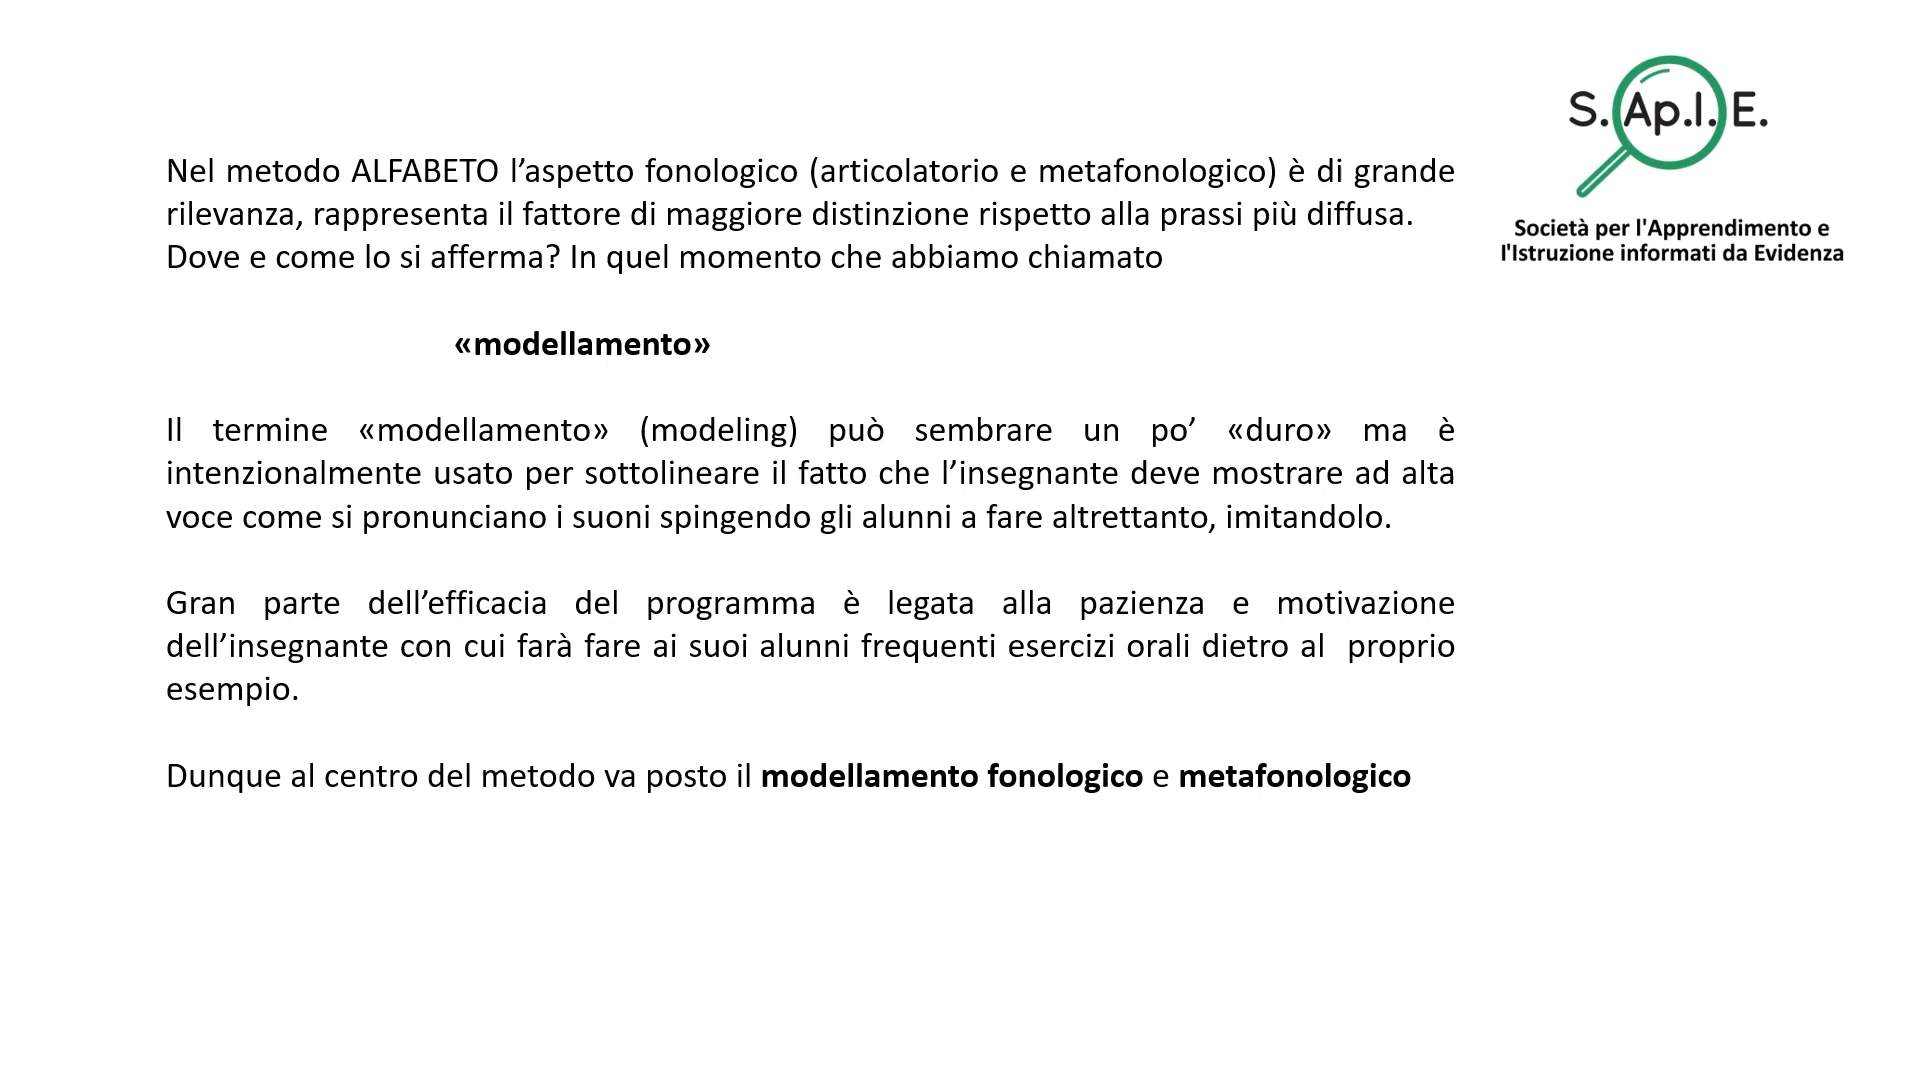 S.Ap.I.E.
Società per l'Apprendimento e
l'Istruzione informati da Evidenza
Nel metodo ALFABETO l’aspetto fonologico (articolatorio e metafonologico) è di grande
rilevanza, rappresenta il fattore di maggiore distinzione rispetto alla prassi più diffusa.
Dove e come lo si afferma? In quel momento che abbiamo chiamato
«modellamento»
Il termine «modellamento» (modeling) può sembrare un po’ «duro» ma è
intenzionalmente usato per sottolineare il fatto che l’insegnante deve mostrare ad alta
voce come si pronunciano i suoni spingendo gli alunni a fare altrettanto, imitandolo.
Gran parte dell’efficacia del programma è legata alla pazienza e motivazione
dell’insegnante con cui farà fare ai suoi alunni frequenti esercizi orali dietro al proprio
esempio.
Dunque al centro del metodo va posto il modellamento fonologico e metafonologico